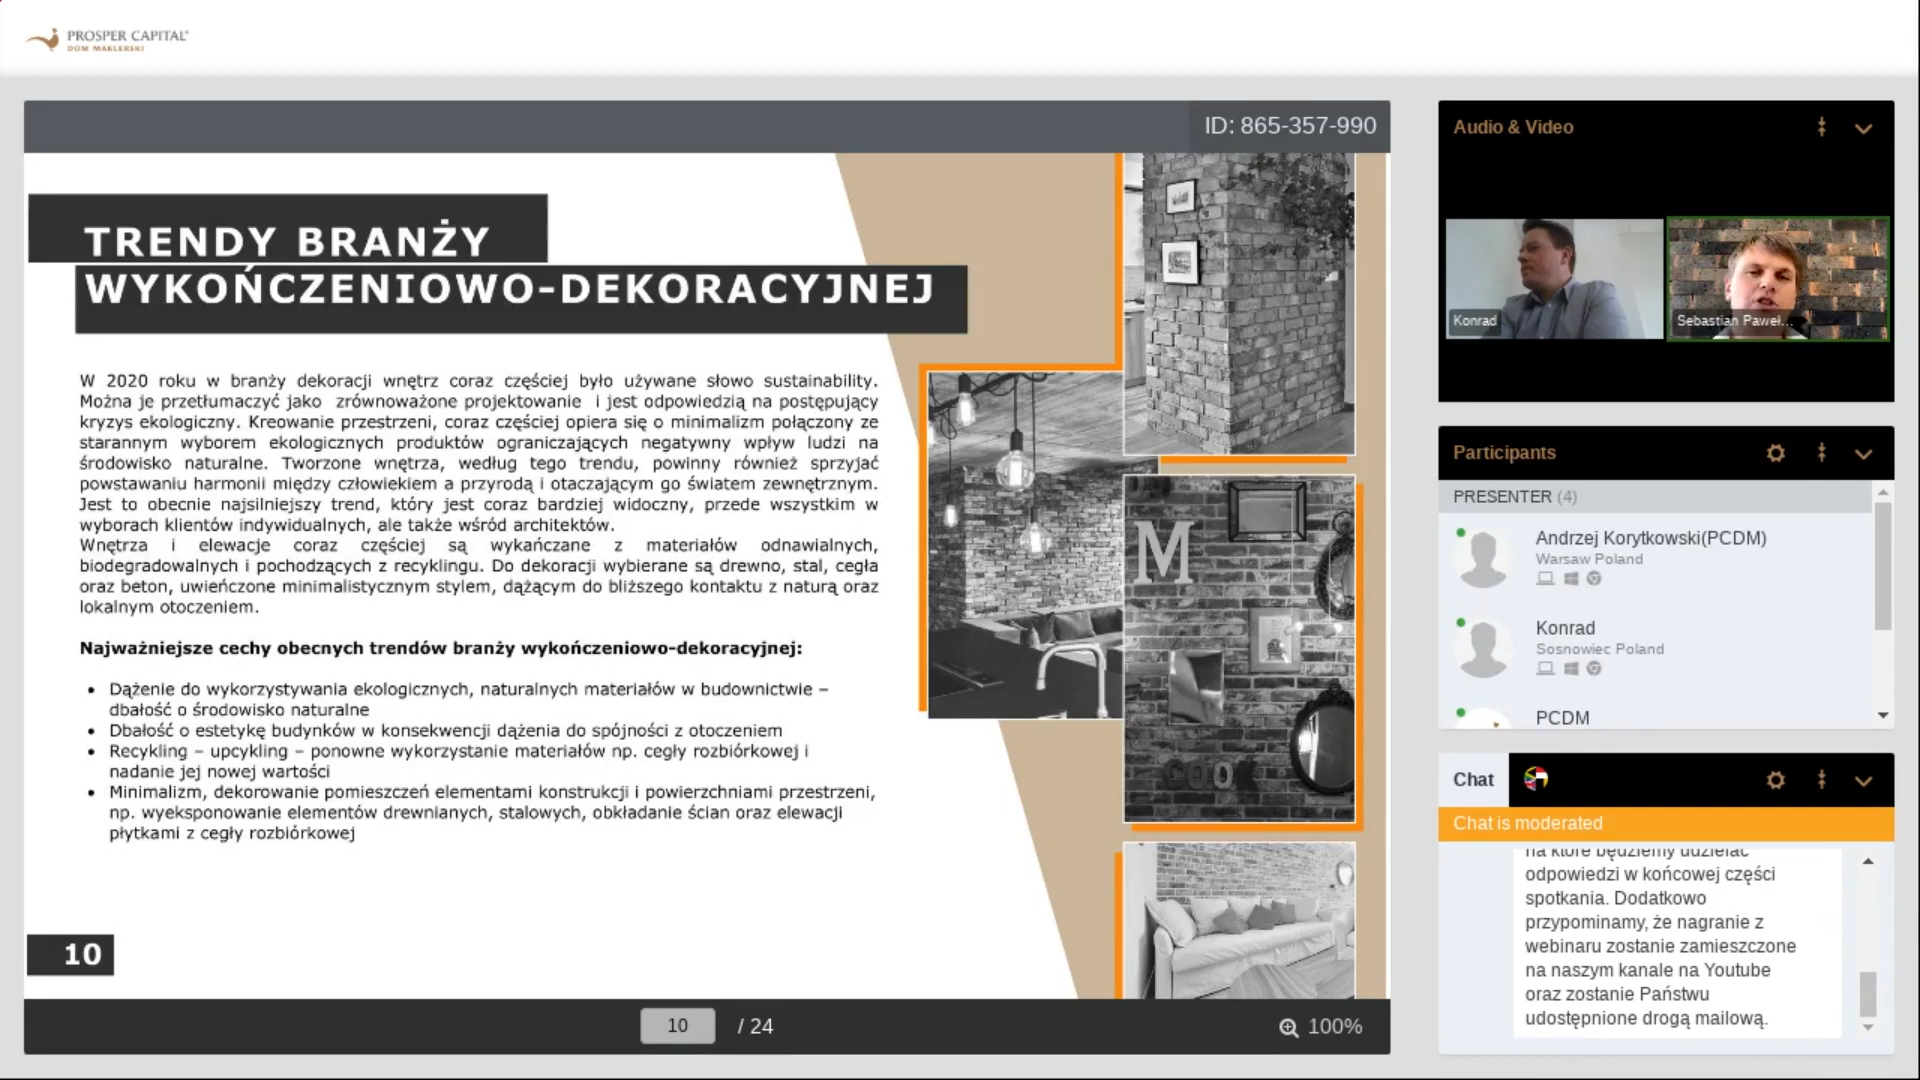 PROSPER CAPITAL
DOM MAKLERSKI
ID: 865-357-990
TRENDY BRANŻY
WYKOŃCZENIOWO-DEKORACYJNEJ
W 2020 roku w branży dekoracji wnętrz coraz częściej było używane słowo sustainability.
Można je przetłumaczyć jako zrównoważone projektowanie i jest odpowiedzią na postępujący
kryzys ekologiczny. Kreowanie przestrzeni, coraz częściej opiera się o minimalizm połączony ze
starannym wyborem ekologicznych produktów ograniczających negatywny wpływ ludzi na
środowisko naturalne. Tworzone wnętrza, według tego trendu, powinny również sprzyjać
powstawaniu harmonii między człowiekiem a przyrodą i otaczającym go światem zewnętrznym.
Jest to obecnie najsilniejszy trend, który jest coraz bardziej widoczny, przede wszystkim w
wyborach klientów indywidualnych, ale także wśród architektów.
Wnętrza i elewacje coraz częściej są wykańczane z materiałów odnawialnych,
biodegradowalnych i pochodzących z recyklingu. Do dekoracji wybierane są drewno, stal, cegła
oraz beton, uwieńczone minimalistycznym stylem, dążącym do bliższego kontaktu z naturą oraz
lokalnym otoczeniem.
Najważniejsze cechy obecnych trendów branży wykończeniowo-dekoracyjnej:
• Dążenie do wykorzystywania ekologicznych, naturalnych materiałów w budownictwie –
dbałość o środowisko naturalne
• Dbałość o estetykę budynków w konsekwencji dążenia do spójności z otoczeniem
• Recykling – upcykling – ponowne wykorzystanie materiałów np. cegły rozbiórkowej i
nadanie jej nowej wartości
• Minimalizm, dekorowanie pomieszczeń elementami konstrukcji i powierzchniami przestrzeni,
np. wyeksponowanie elementów drewnianych, stalowych, obkładanie ścian oraz elewacji
płytkami z cegły rozbiórkowej
M
COOK
10
10 / 24
100%
Audio & Video
Konrad
Sebastian Paweł...
Participants
PRESENTER (4)
Andrzej Korytkowski(PCDM)
Warsaw Poland
Konrad
Sosnowiec Poland
PCDM
Chat
Chat is moderated
na które będziemy udzielać
odpowiedzi w końcowej części
spotkania. Dodatkowo
przypominamy, że nagranie z
webinaru zostanie zamieszczone
na naszym kanale na Youtube
oraz zostanie Państwu
udostępnione drogą mailową.